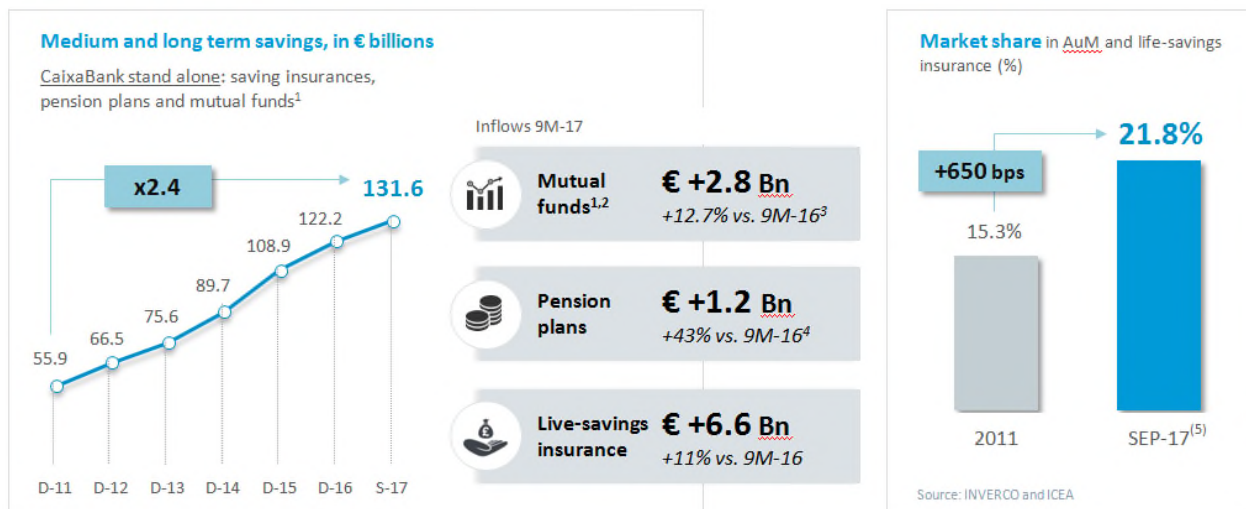 Medium and long term savings, in € billions
CaixaBank stand alone: saving insurances,
pension plans and mutual funds1
x2.4
131.6
122.2
108.9
89.7
75.6
66.5
55.9
D-11 D-12 D-13 D-14 D-15 D-16 S-17
Inflows 9M-17
Mutual
funds1,2
€ +2.8 Bn
+12.7% vs. 9M-163
Pension
plans
€ +1.2 Bn
+43% vs. 9M-164
Live-savings
insurance
€ +6.6 Bn
+11% vs. 9M-16
Market share in AuM and life-savings
insurance (%)
21.8%
+650 bps
15.3%
2011
SEP-17(5)
Source: INVERCO and ICEA